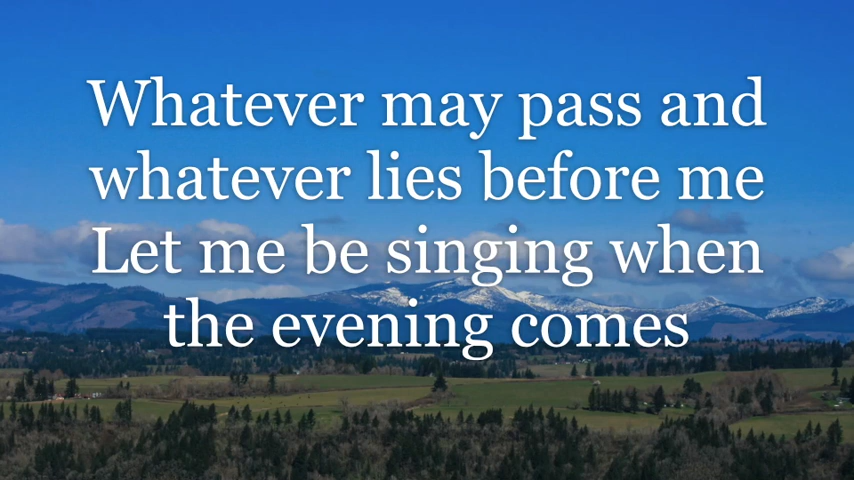 Whatever may pass and
whatever lies before me
Let me be singing when
the evening comes